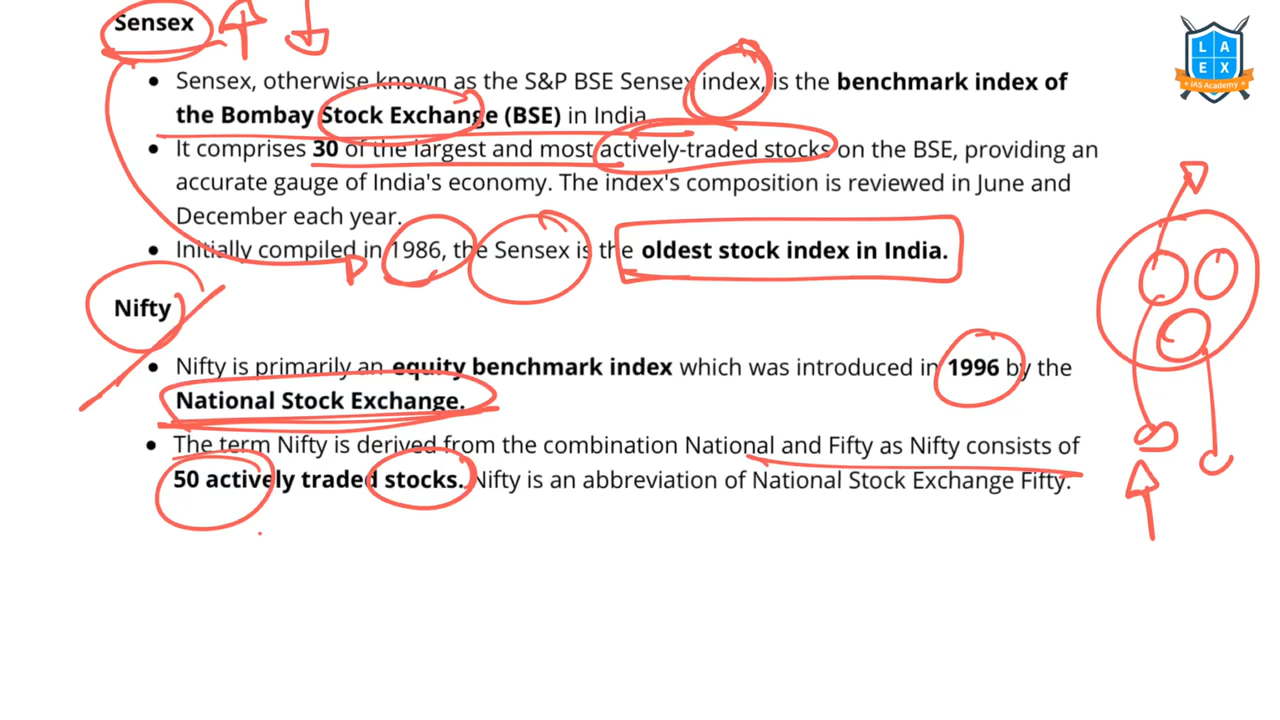 Sensex
• Sensex, otherwise known as the S&P BSE Sensex index, is the benchmark index of
the Bombay Stock Exchange (BSE) in India.
• It comprises 30 of the largest and most actively-traded stocks on the BSE, providing an
accurate gauge of India's economy. The index's composition is reviewed in June and
December each year.
• Initially compiled in 1986, the Sensex is the oldest stock index in India.
Nifty
• Nifty is primarily an equity benchmark index which was introduced in 1996 by the
National Stock Exchange.
• The term Nifty is derived from the combination National and Fifty as Nifty consists of
50 actively traded stocks. Nifty is an abbreviation of National Stock Exchange Fifty.
L A
E X
IAS Academy